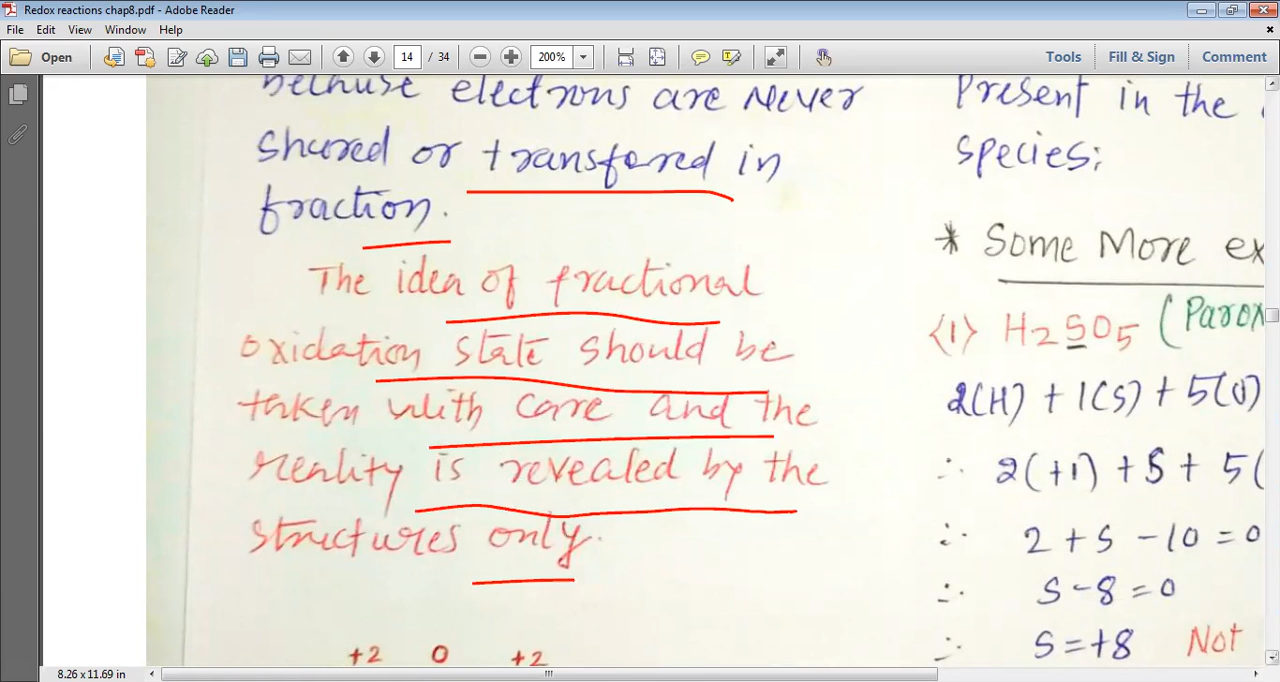 Redox reactions chap8.pdf - Adobe Reader
File Edit View Window Help
Open 14 / 34 200% Tools Fill & Sign Comment
because electrons are Never
shared or transfored in
fraction.
The idea of fractional
oxidation state should be
taken with care and the
reality is revealed by the
structures only.
+2 0 +2
Present in the
species:
* Some More ex
(1) H2SO5 (Parox
2(H) + 1(S) + 5(O)
∴ 2(+1) + S + 5(
∴ 2 + S - 10 = 0
∴ S - 8 = 0
∴ S = +8 Not
8.26 x 11.69 in